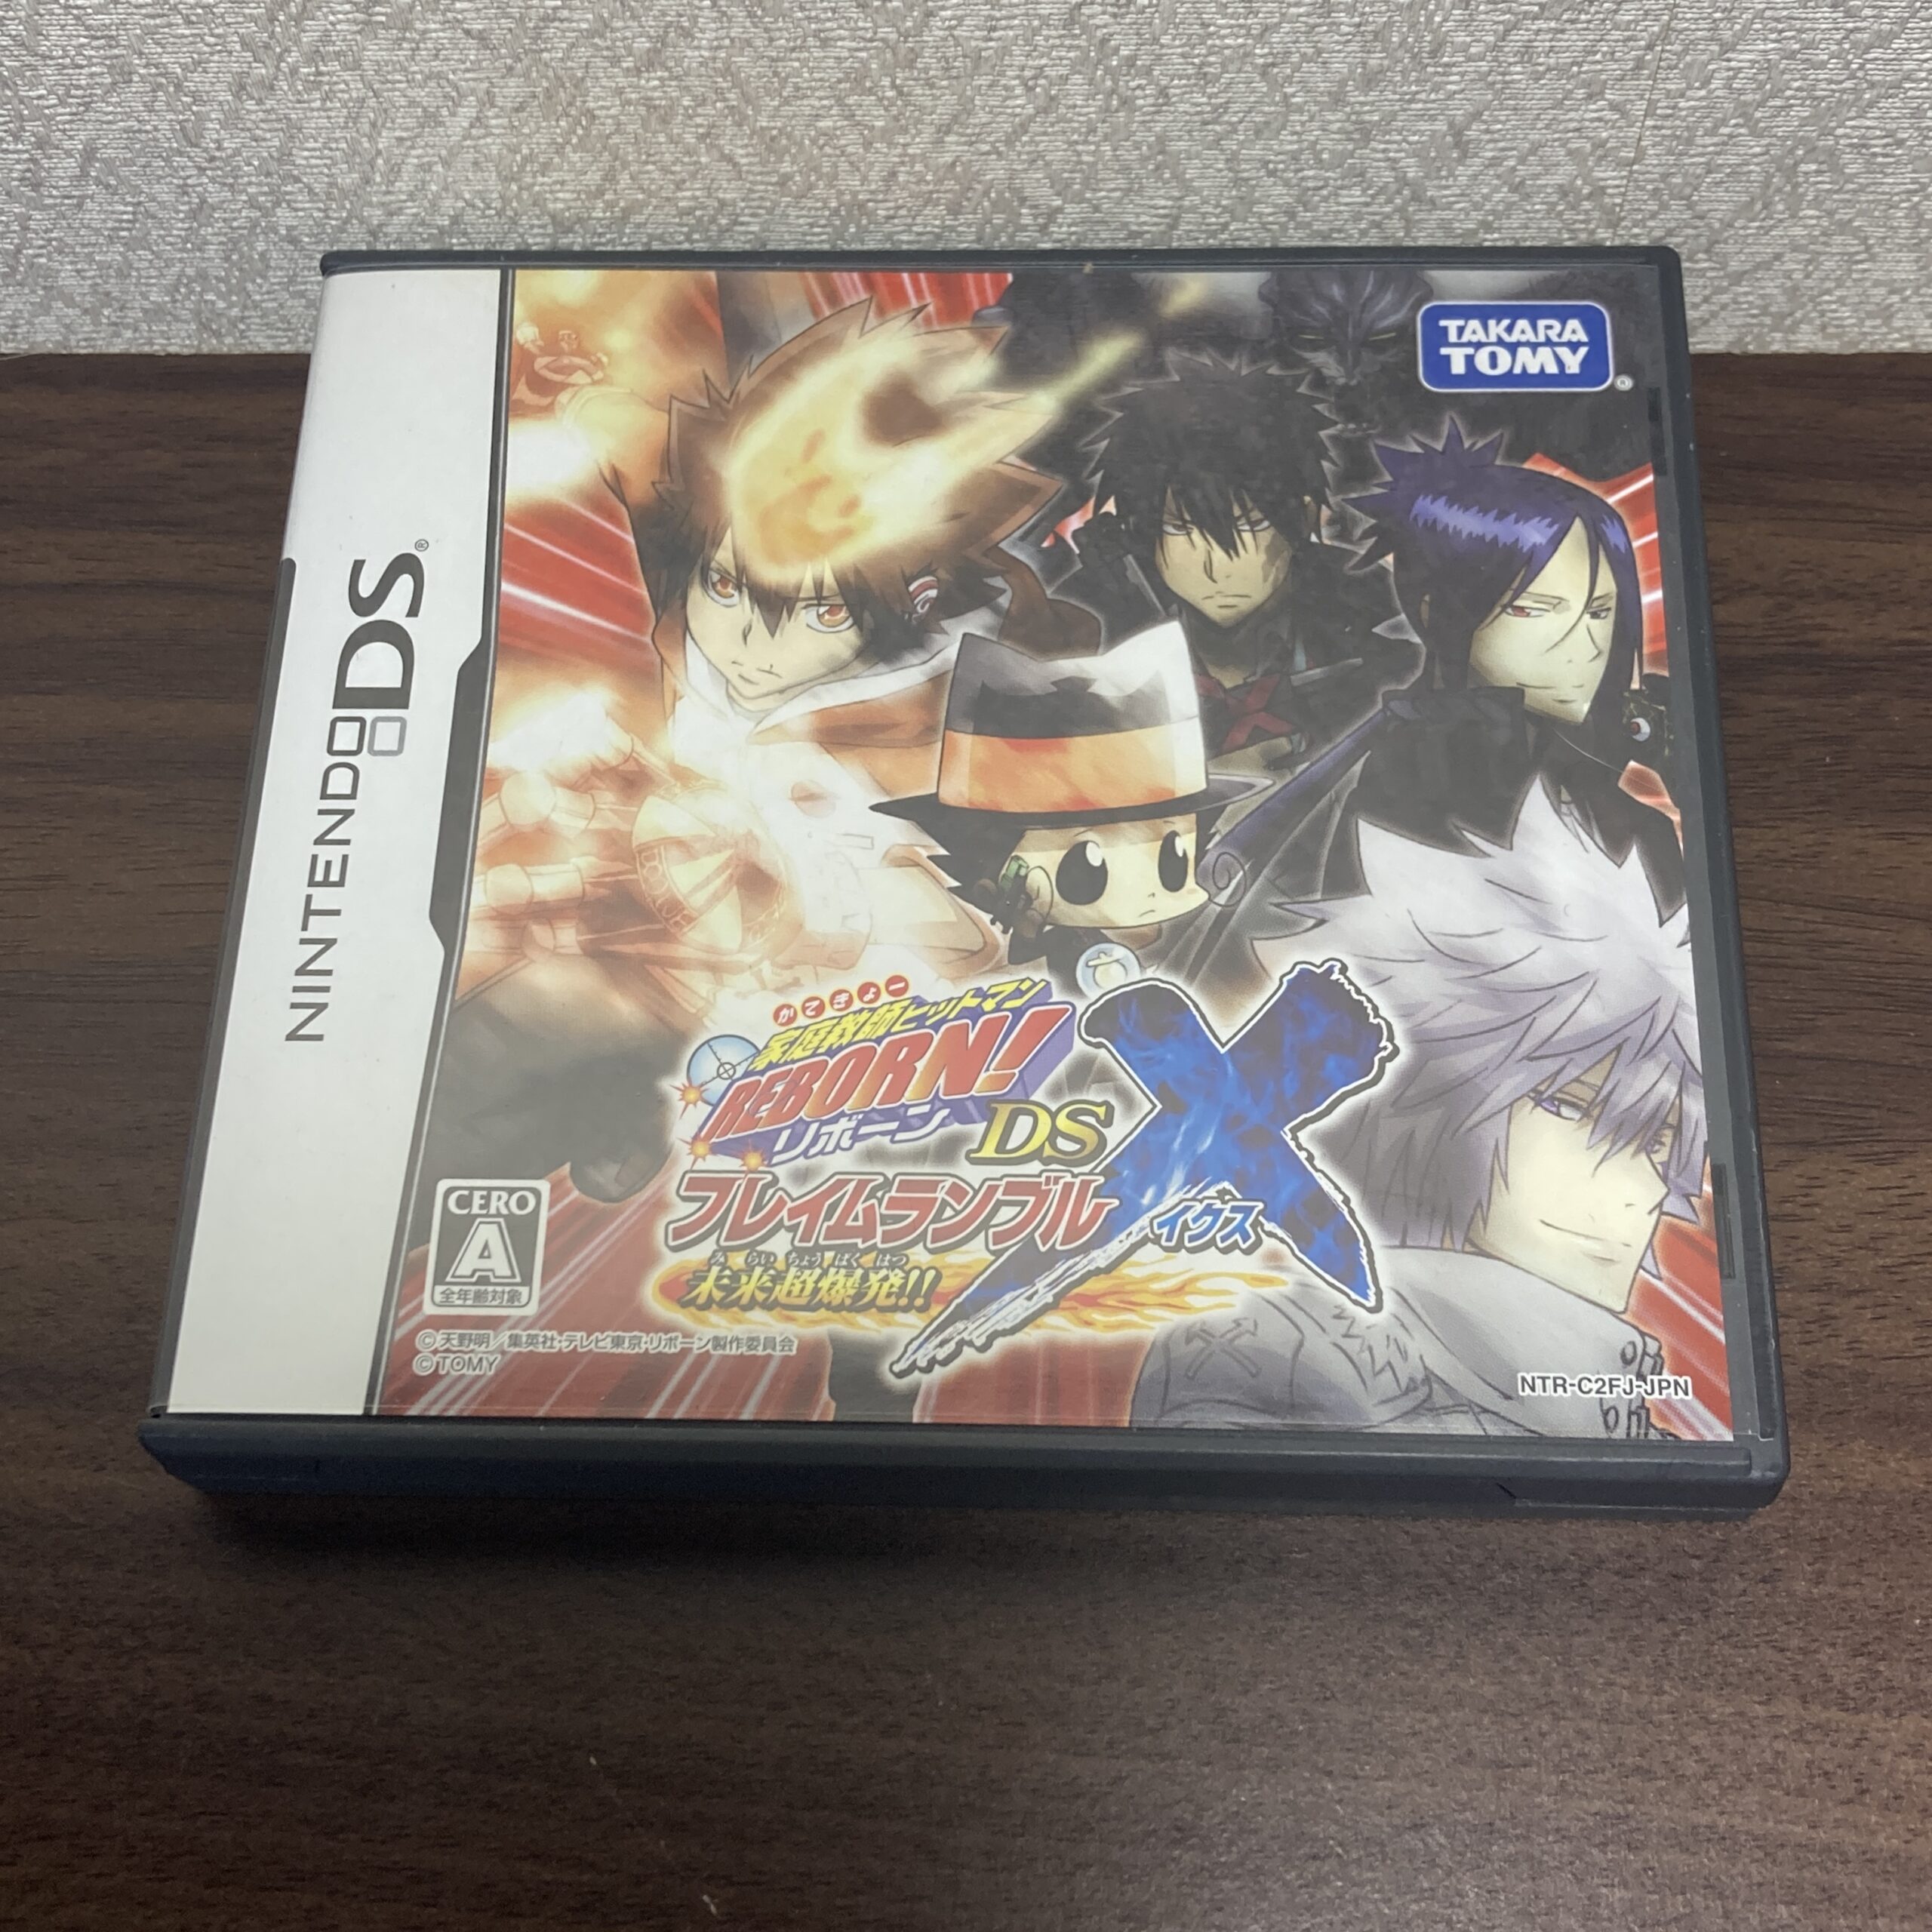 NINTENDO DS®
TAKARA
TOMY®
かてきょー
家庭教師ヒットマン
REBORN!
リボーン
DS
フレイムランブル
X
イクス
み らい ちょう ばく はつ
未来超爆発!!
CERO
A
全年齢対象
©天野明/集英社・テレビ東京・リボーン製作委員会
©TOMY
NTR-C2FJ-JPN